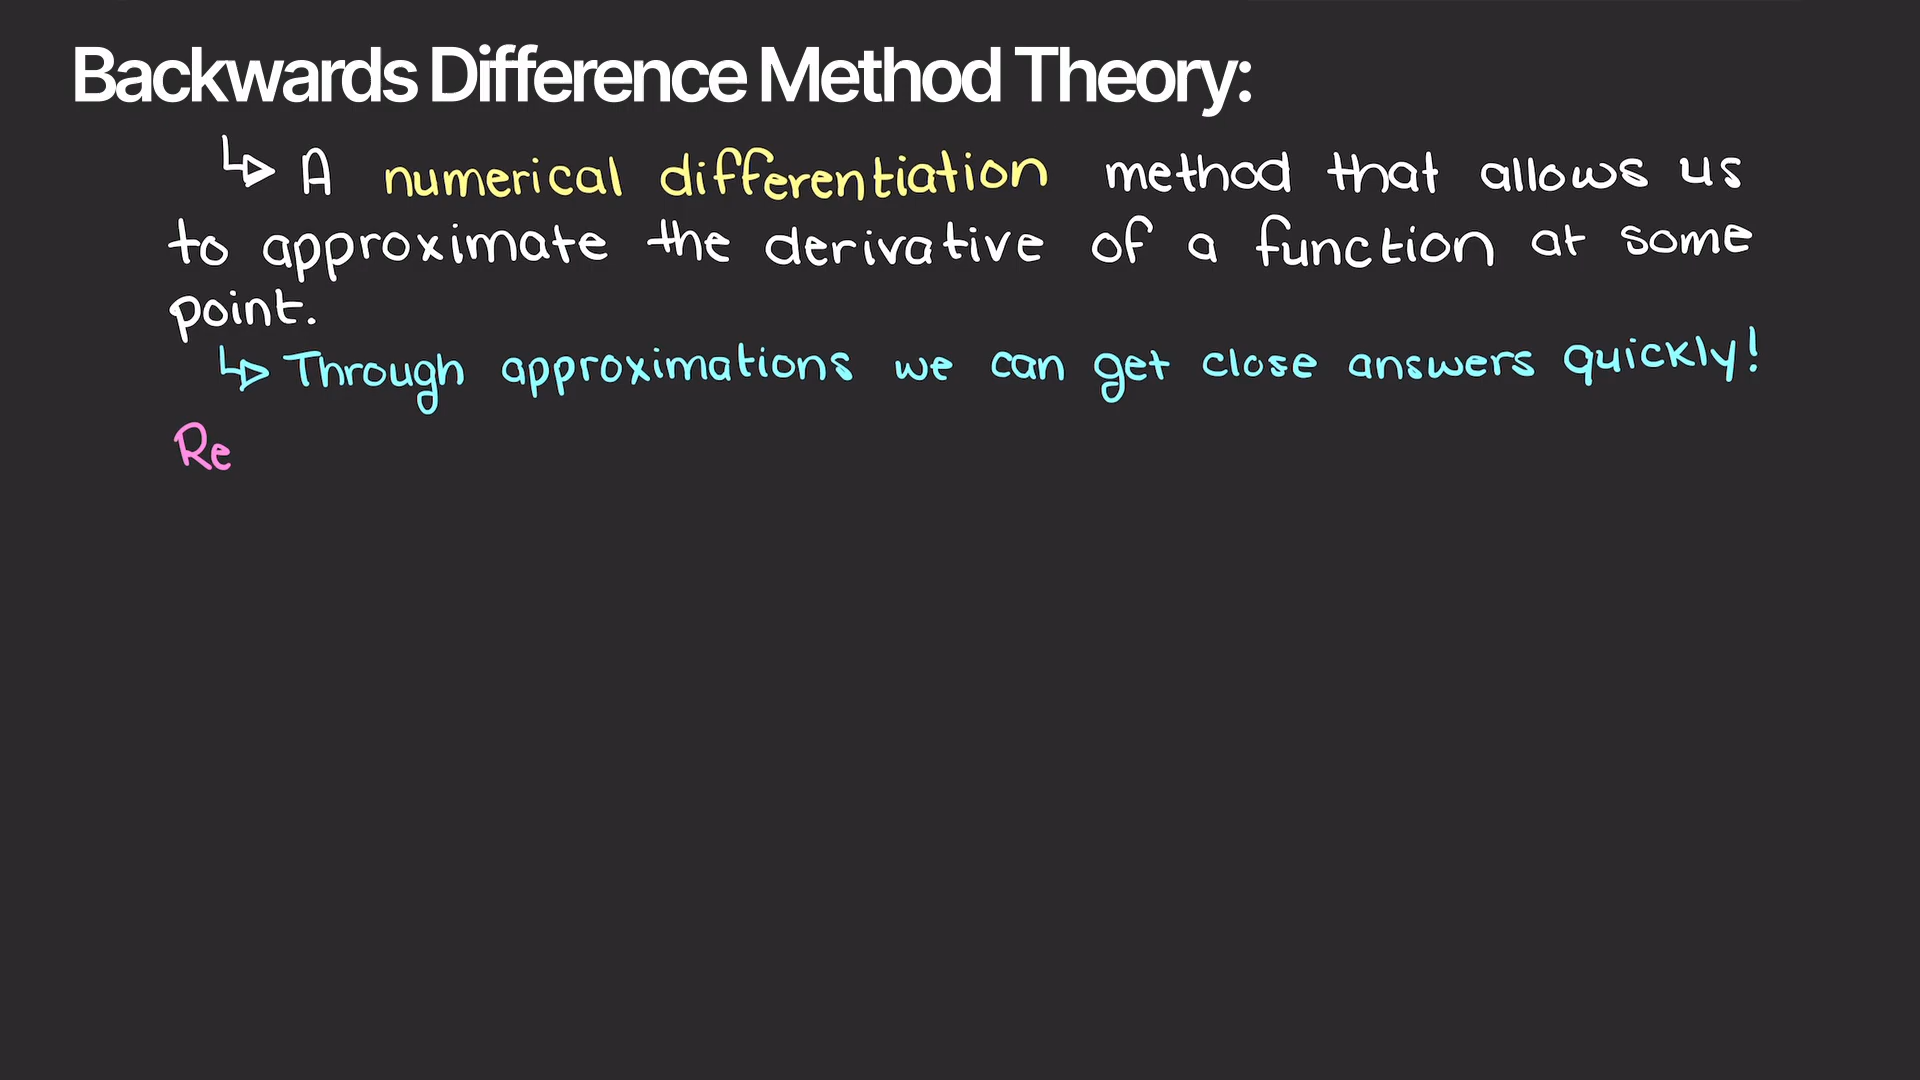 Backwards Difference Method Theory:
↳ A numerical differentiation method that allows us
to approximate the derivative of a function at some
point.
↳ Through approximations we can get close answers quickly!
Re